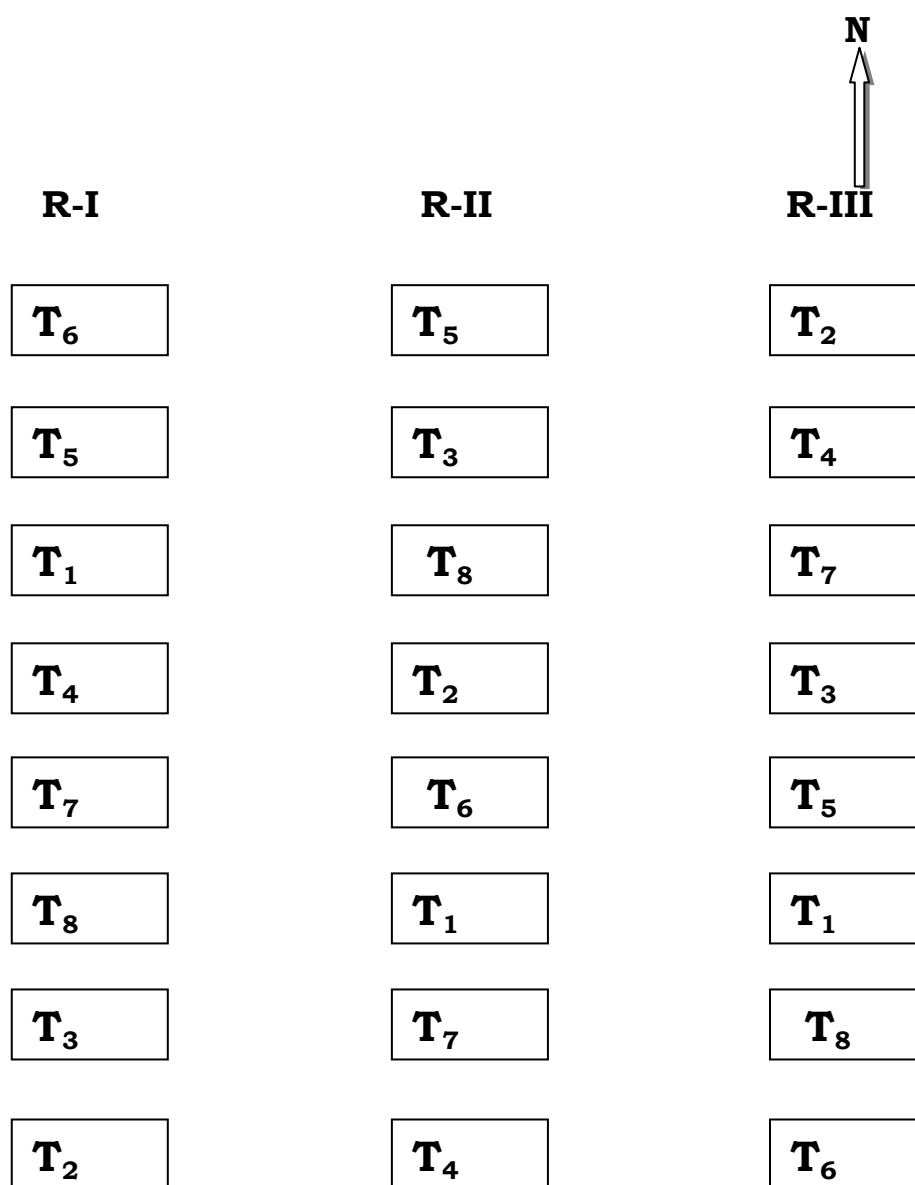 N
R-I R-II R-III
T₆ T₅ T₂
T₅ T₃ T₄
T₁ T₈ T₇
T₄ T₂ T₃
T₇ T₆ T₅
T₈ T₁ T₁
T₃ T₇ T₈
T₂ T₄ T₆